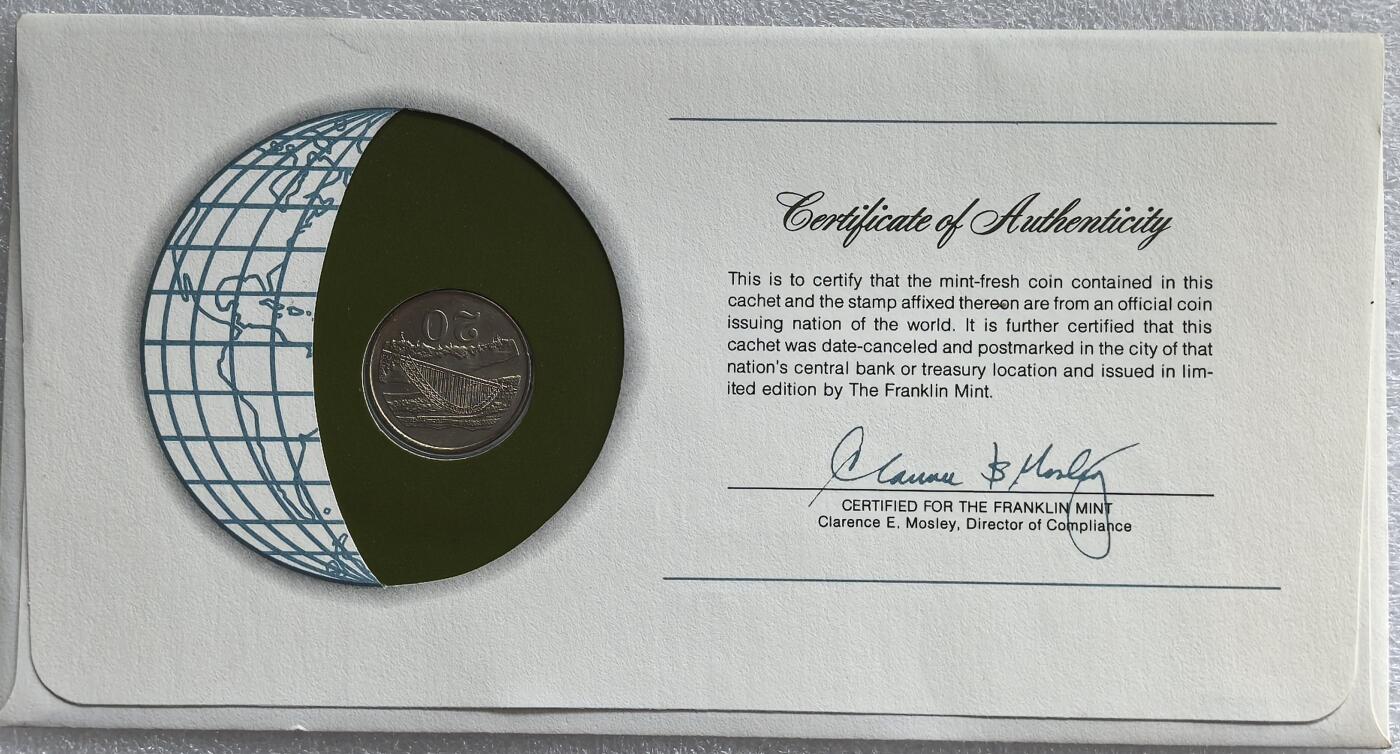 20
Certificate of Authenticity
This is to certify that the mint-fresh coin contained in this
cachet and the stamp affixed thereon are from an official coin
issuing nation of the world. It is further certified that this
cachet was date-canceled and postmarked in the city of that
nation's central bank or treasury location and issued in lim-
ited edition by The Franklin Mint.
Clarence B Mosley
CERTIFIED FOR THE FRANKLIN MINT
Clarence E. Mosley, Director of Compliance